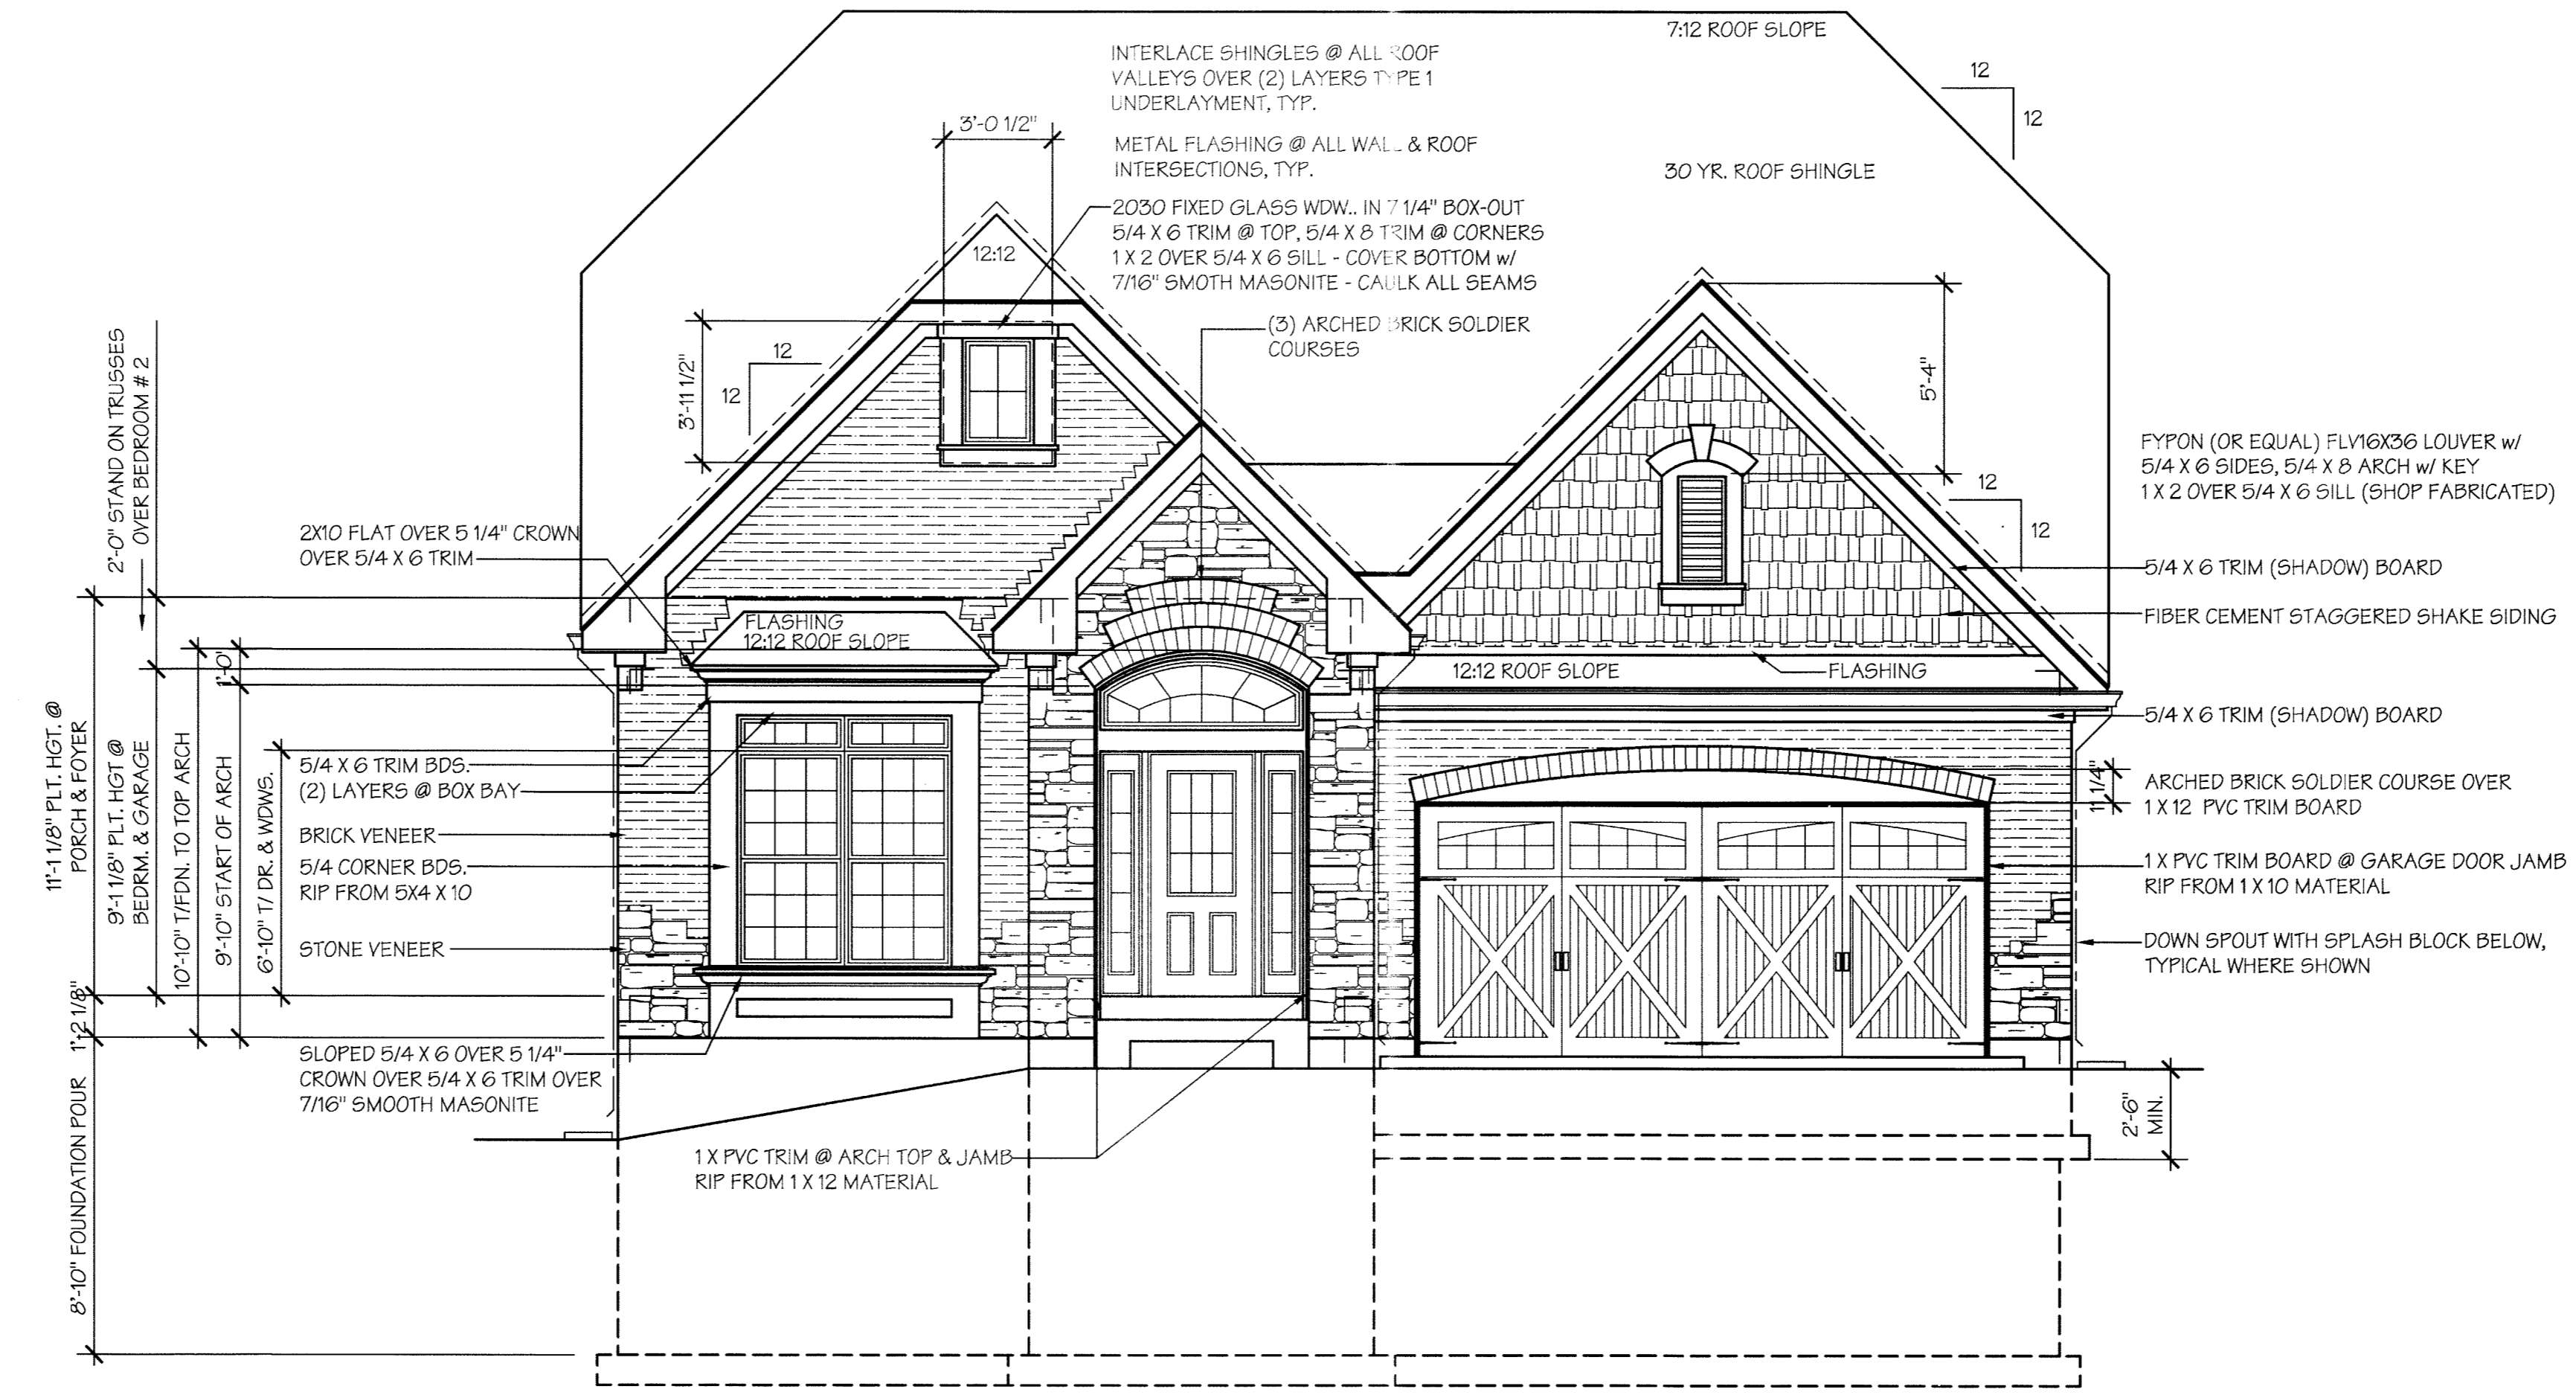 7:12 ROOF SLOPE
INTERLACE SHINGLES @ ALL ROOF
VALLEYS OVER (2) LAYERS TYPE 1
UNDERLAYMENT, TYP.
12
12
3'-0 1/2"
METAL FLASHING @ ALL WALL & ROOF
INTERSECTIONS, TYP.
30 YR. ROOF SHINGLE
2030 FIXED GLASS WDW.. IN 7 1/4" BOX-OUT
5/4 X 6 TRIM @ TOP, 5/4 X 8 TRIM @ CORNERS
1 X 2 OVER 5/4 X 6 SILL - COVER BOTTOM w/
7/16" SMOTH MASONITE - CAULK ALL SEAMS
12:12
(3) ARCHED BRICK SOLDIER
COURSES
12
12
3'-11 1/2"
5'-4"
2'-0" STAND ON TRUSSES
OVER BEDROOM # 2
FYPON (OR EQUAL) FLV16X36 LOUVER w/
5/4 X 6 SIDES, 5/4 X 8 ARCH w/ KEY
1 X 2 OVER 5/4 X 6 SILL (SHOP FABRICATED)
12
12
2X10 FLAT OVER 5 1/4" CROWN
OVER 5/4 X 6 TRIM
5/4 X 6 TRIM (SHADOW) BOARD
FIBER CEMENT STAGGERED SHAKE SIDING
FLASHING
12:12 ROOF SLOPE
12:12 ROOF SLOPE
FLASHING
5/4 X 6 TRIM (SHADOW) BOARD
11'-1 1/8" PLT. HGT. @
PORCH & FOYER
9'-1 1/8" PLT. HGT @
BEDRM. & GARAGE
10'-10" T/FDN. TO TOP ARCH
1'-0"
9'-10" START OF ARCH
6'-10" T/ DR. & WDWS.
5/4 X 6 TRIM BDS.
(2) LAYERS @ BOX BAY
BRICK VENEER
5/4 CORNER BDS.
RIP FROM 5X4 X 10
STONE VENEER
11 1/4"
ARCHED BRICK SOLDIER COURSE OVER
1 X 12 PVC TRIM BOARD
1 X PVC TRIM BOARD @ GARAGE DOOR JAMB
RIP FROM 1 X 10 MATERIAL
DOWN SPOUT WITH SPLASH BLOCK BELOW,
TYPICAL WHERE SHOWN
1'-2 1/8"
SLOPED 5/4 X 6 OVER 5 1/4"
CROWN OVER 5/4 X 6 TRIM OVER
7/16" SMOOTH MASONITE
8'-10" FOUNDATION POUR
2'-6"
MIN.
1 X PVC TRIM @ ARCH TOP & JAMB
RIP FROM 1 X 12 MATERIAL